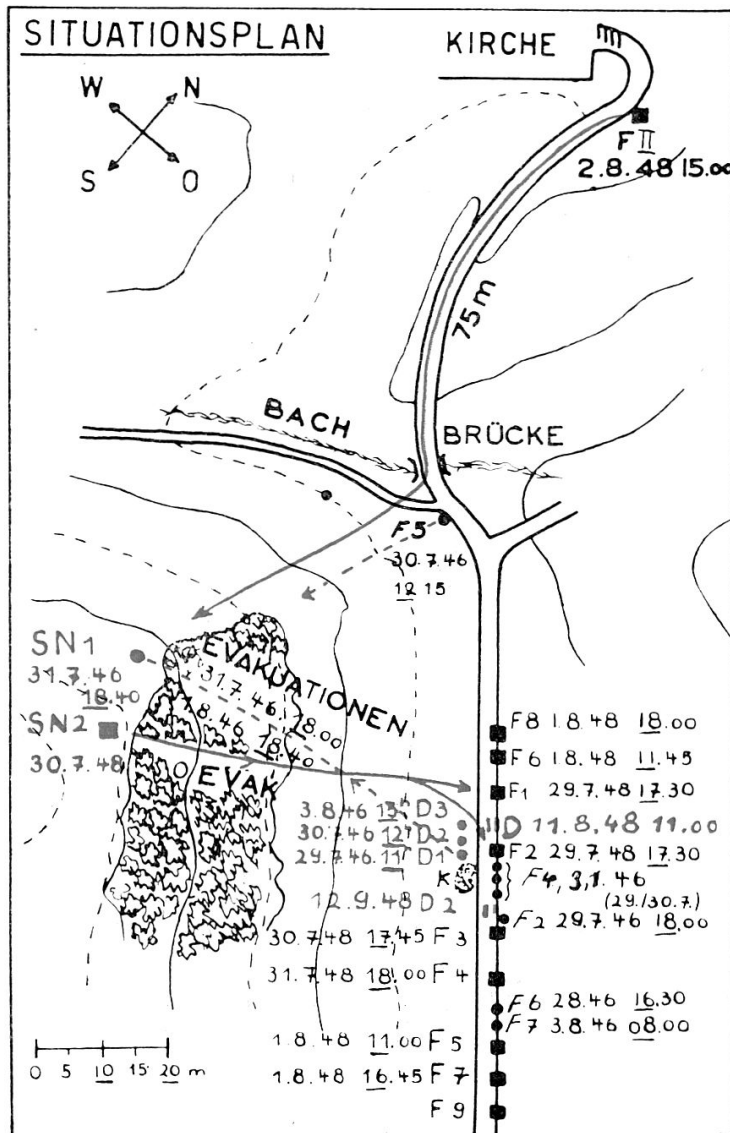 SITUATIONSPLAN
KIRCHE
W N
S O
F II
2.8.48 15.00
75m
BACH
BRÜCKE
F5
30.7.46
12 15
SN1
31.7.46
18.40
SN2
30.7.48
EVAKUATIONEN
31.7.46 18.00
1.8.46 18.40
EVAK
F8 1.8.48 18.00
F6 1.8.48 11.45
F1 29.7.48 17.30
3.8.46 15 D3
D 11.8.48 11.00
30.7.46 12 D2
F2 29.7.48 17.30
29.7.46 11 D1
F4, 3, 1. 46
K
(29./30.7.)
12.9.48 D2
F2 29.7.46 18.00
30.7.48 17.45 F3
31.7.48 18.00 F4
F6 28.46 16.30
F7 3.8.46 08.00
1.8.48 11.00 F5
1.8.48 16.45 F7
F9
0 5 10 15 20 m